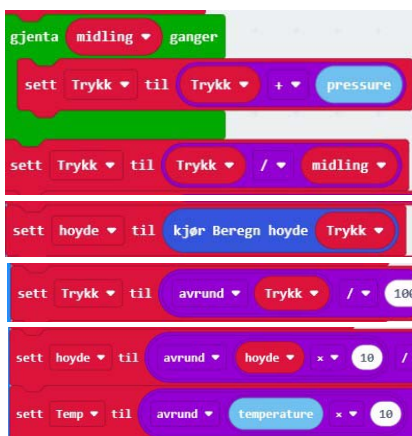 gjenta midling ganger
sett Trykk til Trykk + pressure
sett Trykk til Trykk / midling
sett hoyde til kjør Beregn hoyde Trykk
sett Trykk til avrund Trykk /
sett hoyde til avrund hoyde × 10 /
sett Temp til avrund temperature × 10